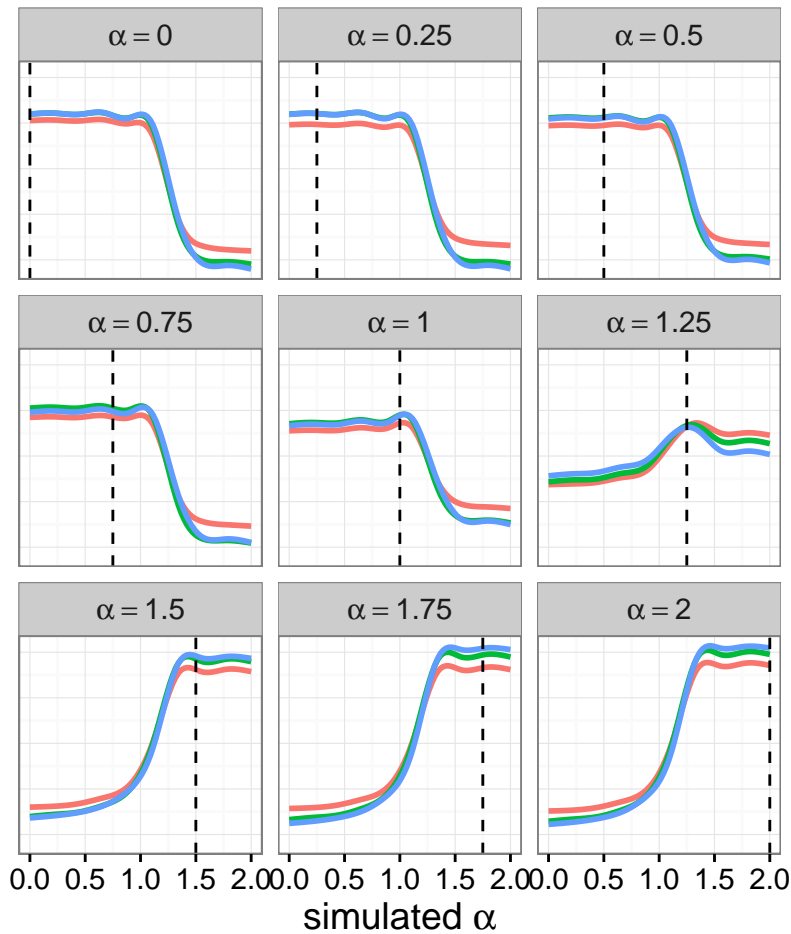 α = 0 α = 0.25 α = 0.5
α = 0.75 α = 1 α = 1.25
α = 1.5 α = 1.75 α = 2
0.0 0.5 1.0 1.5 2.0 0.0 0.5 1.0 1.5 2.0 0.0 0.5 1.0 1.5 2.0
simulated α